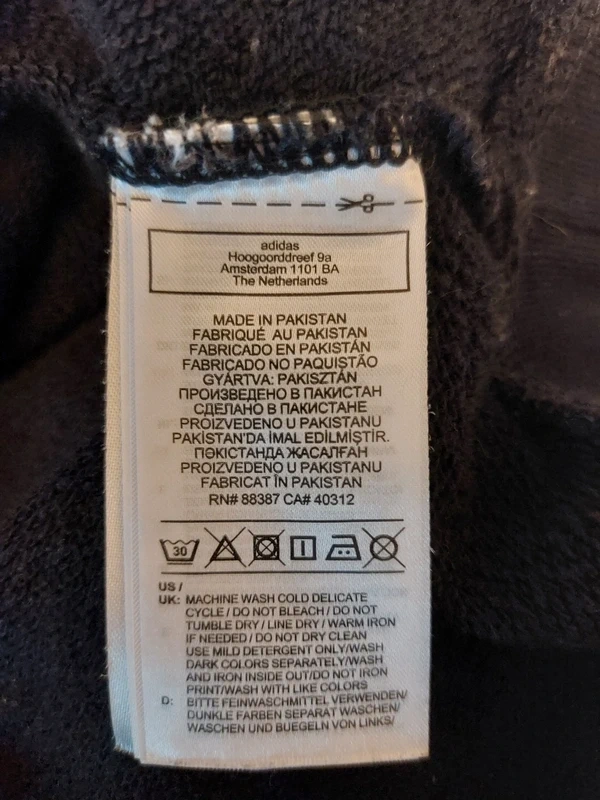 adidas
Hoogoorddreef 9a
Amsterdam 1101 BA
The Netherlands
MADE IN PAKISTAN
FABRIQUÉ AU PAKISTAN
FABRICADO EN PAKISTÁN
FABRICADO NO PAQUISTÃO
GYÁRTVA: PAKISZTÁN
ПРОИЗВЕДЕНО В ПАКИСТАН
СДЕЛАНО В ПАКИСТАНЕ
PROIZVEDENO U PAKISTANU
PAKİSTAN'DA İMAL EDİLMİŞTİR.
ПӘКІСТАНДА ЖАСАЛҒАН
PROIZVEDENO U PAKISTANU
FABRICAT ÎN PAKISTAN
RN# 88387 CA# 40312
30
US /
UK: MACHINE WASH COLD DELICATE
CYCLE / DO NOT BLEACH / DO NOT
TUMBLE DRY / LINE DRY / WARM IRON
IF NEEDED / DO NOT DRY CLEAN
USE MILD DETERGENT ONLY/WASH
DARK COLORS SEPARATELY/WASH
AND IRON INSIDE OUT/DO NOT IRON
PRINT/WASH WITH LIKE COLORS
D: BITTE FEINWASCHMITTEL VERWENDEN/
DUNKLE FARBEN SEPARAT WASCHEN/
WASCHEN UND BUEGELN VON LINKS/